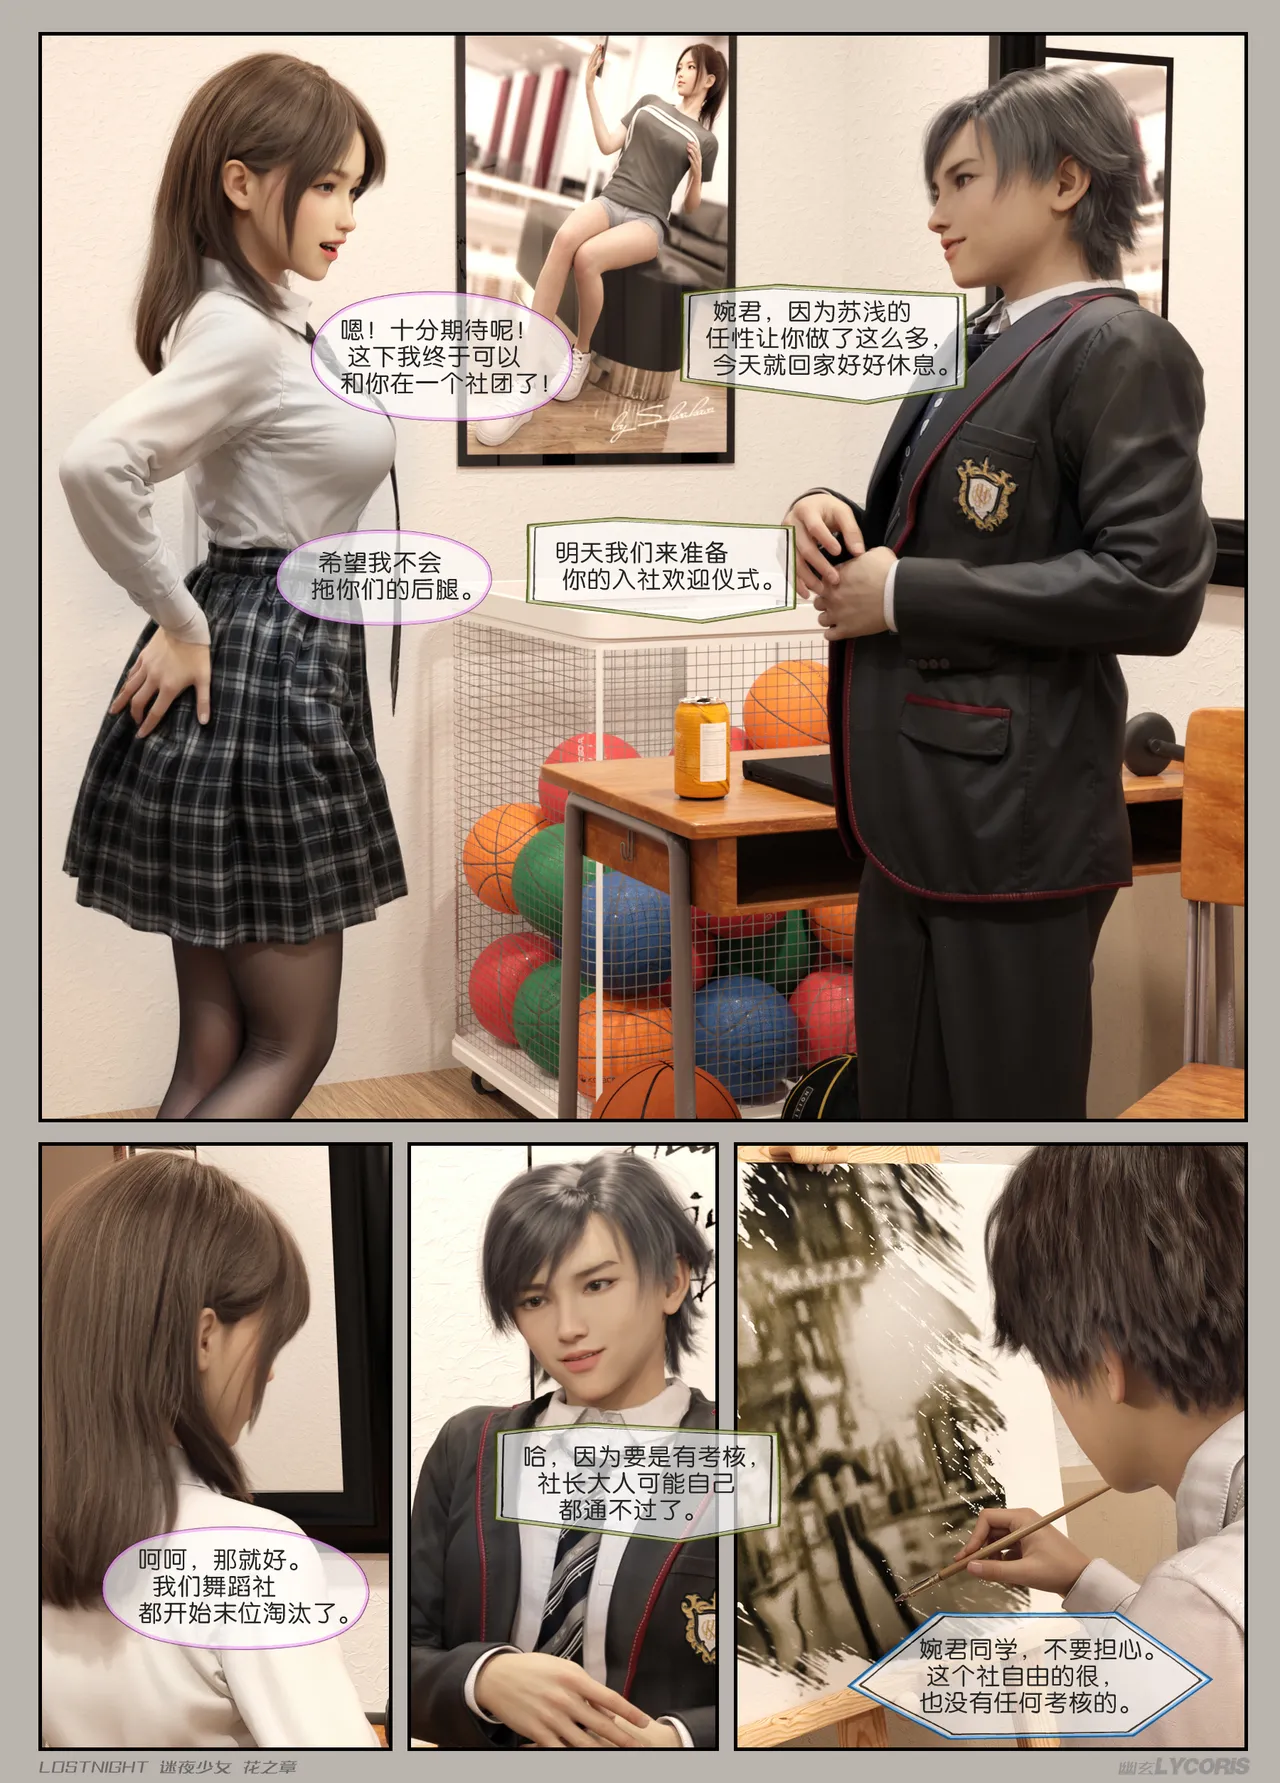 婉君，因为苏浅的
任性让你做了这么多，
今天就回家好好休息。
嗯！十分期待呢！
这下我终于可以
和你在一个社团了！
明天我们来准备
你的入社欢迎仪式。
希望我不会
拖你们的后腿。
婉君同学，不要担心。
这个社自由的很，
也没有任何考核的。
哈，因为要是有考核，
社长大人可能自己
都通不过了。
呵呵，那就好。
我们舞蹈社
都开始末位淘汰了。
LOSTNIGHT 迷夜少女 花之章
幽玄LYCORIS